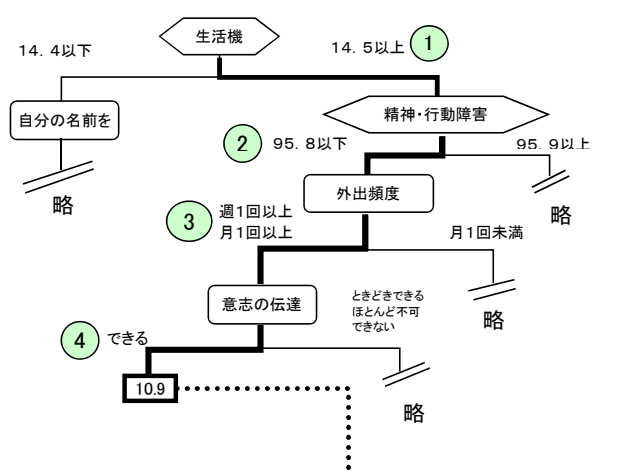 生活機
14. 4以下
14. 5以上
1
自分の名前を
精神・行動障害
2
95. 8以下
95. 9以上
略
外出頻度
略
3
週1回以上
月1回以上
月1回未満
意志の伝達
ときどきできる
ほとんど不可
できない
略
4
できる
10.9
略